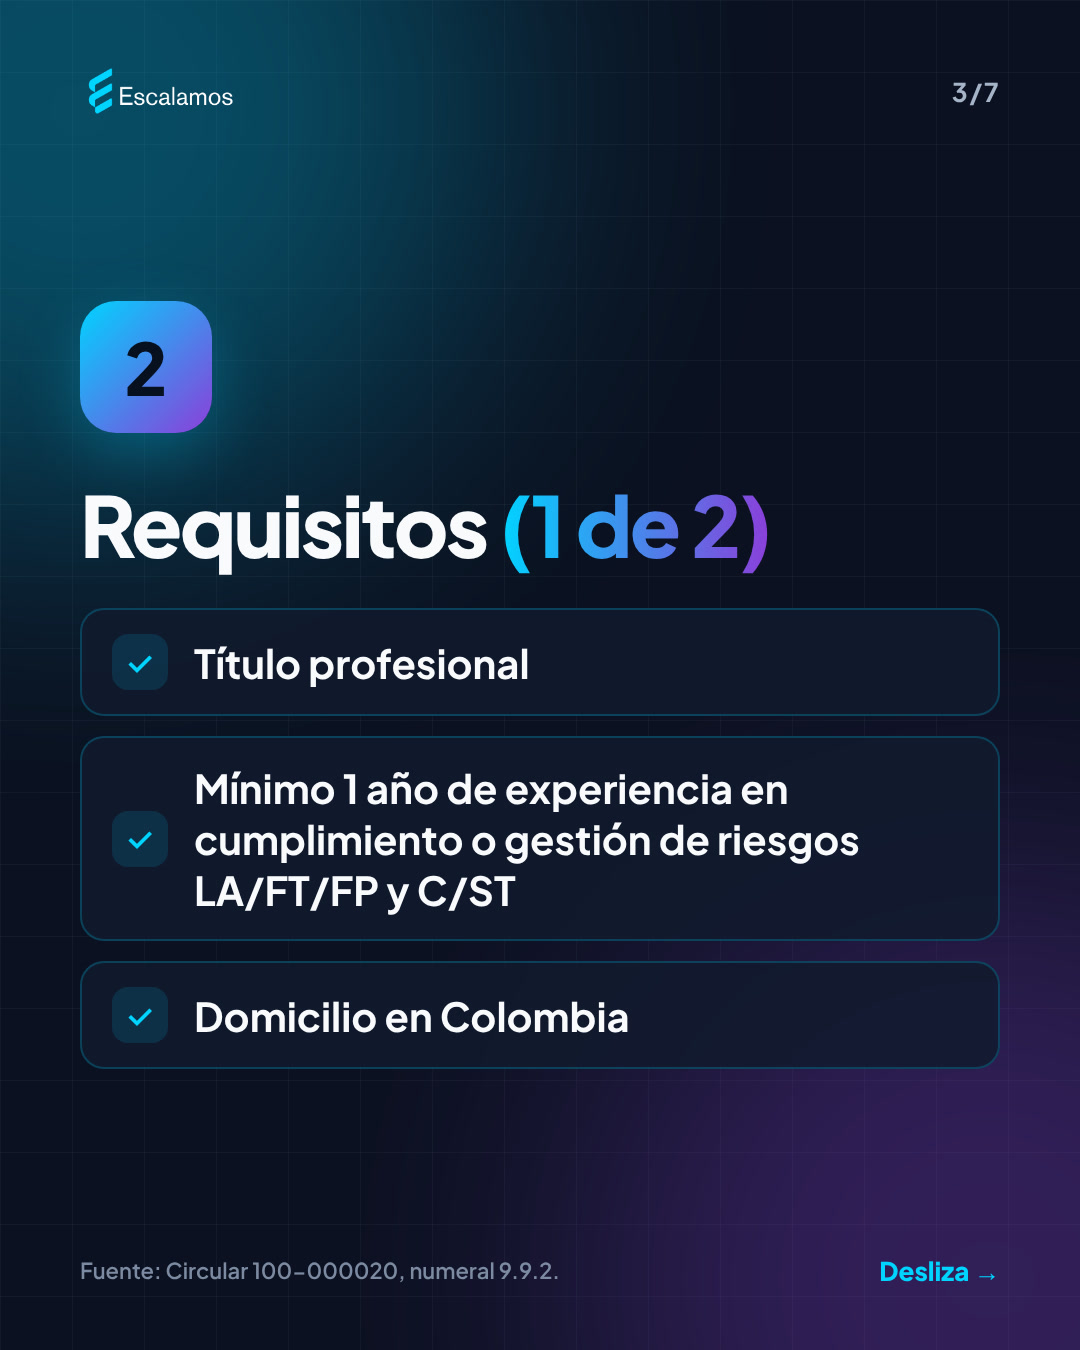 Escalamos
3/7
2
Requisitos (1 de 2)
Título profesional
Mínimo 1 año de experiencia en
cumplimiento o gestión de riesgos
LA/FT/FP y C/ST
Domicilio en Colombia
Fuente: Circular 100-000020, numeral 9.9.2.
Desliza →